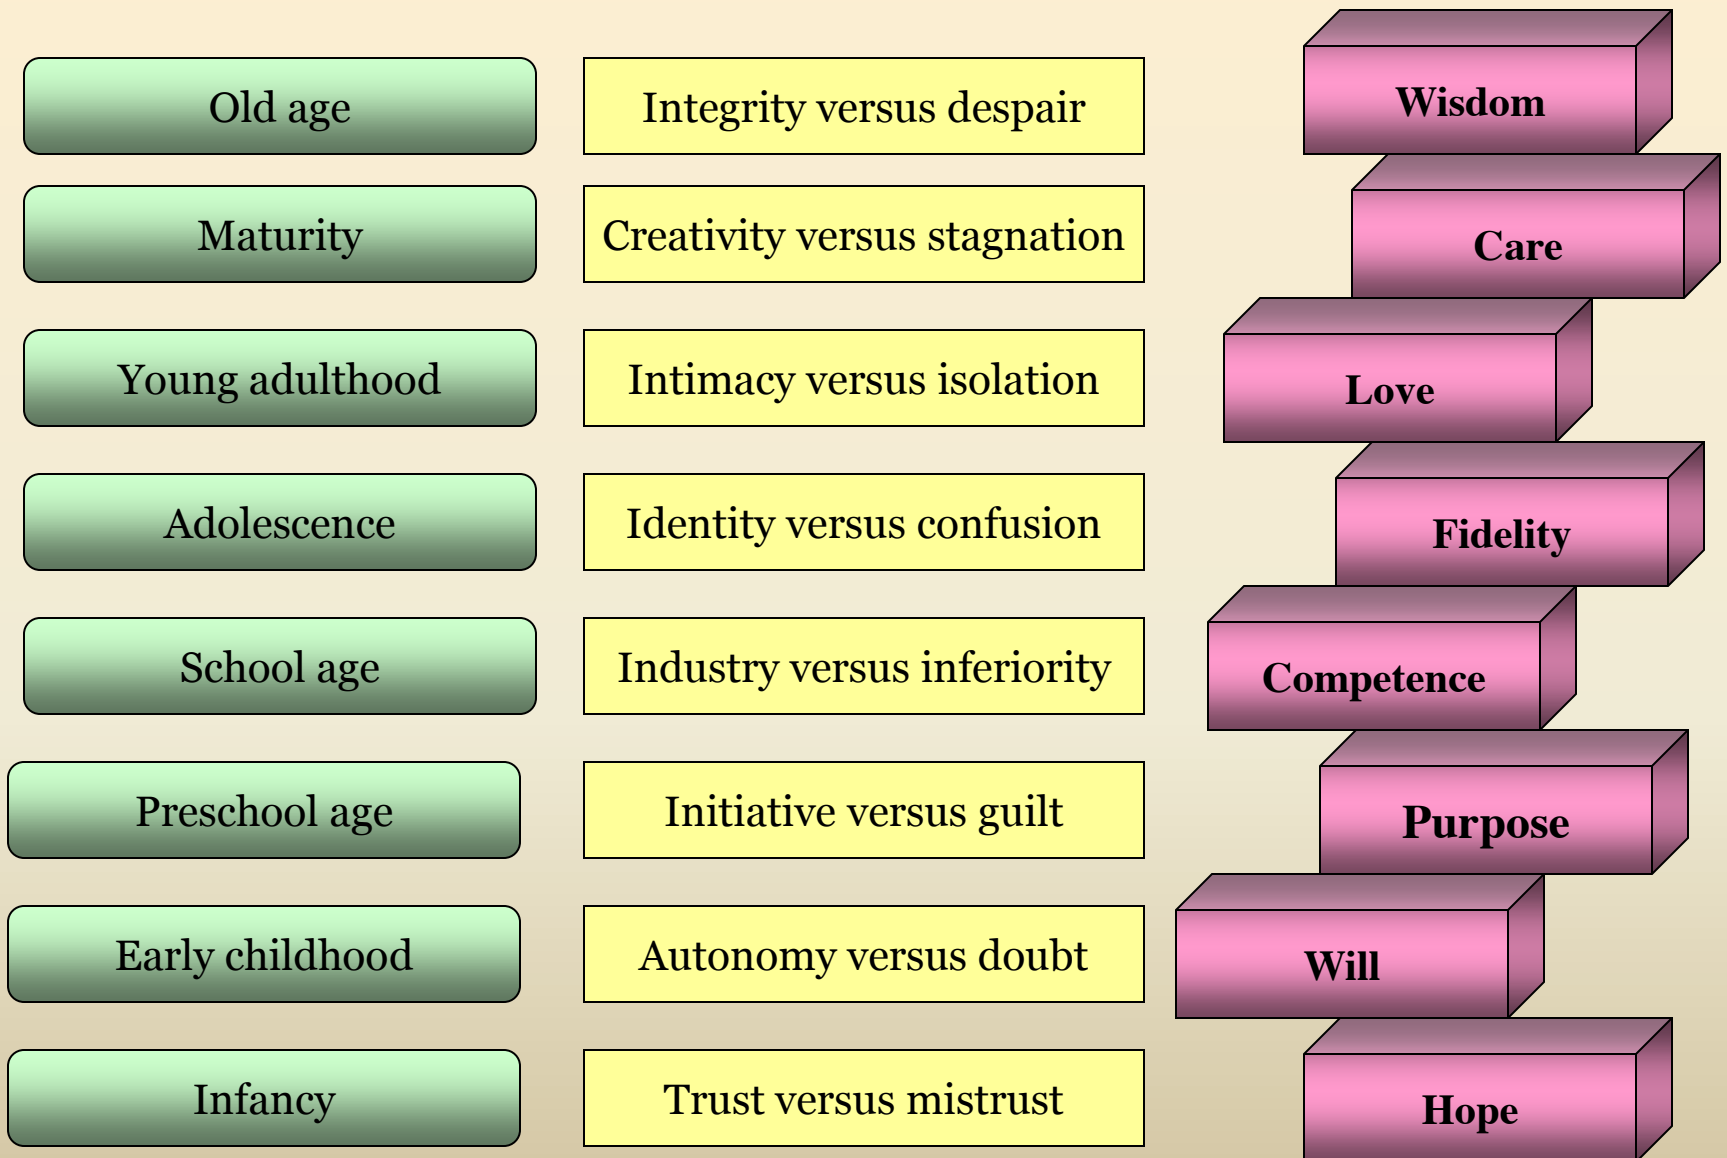 Old age
Integrity versus despair
Wisdom
Maturity
Creativity versus stagnation
Care
Young adulthood
Intimacy versus isolation
Love
Adolescence
Identity versus confusion
Fidelity
School age
Industry versus inferiority
Competence
Preschool age
Initiative versus guilt
Purpose
Early childhood
Autonomy versus doubt
Will
Infancy
Trust versus mistrust
Hope